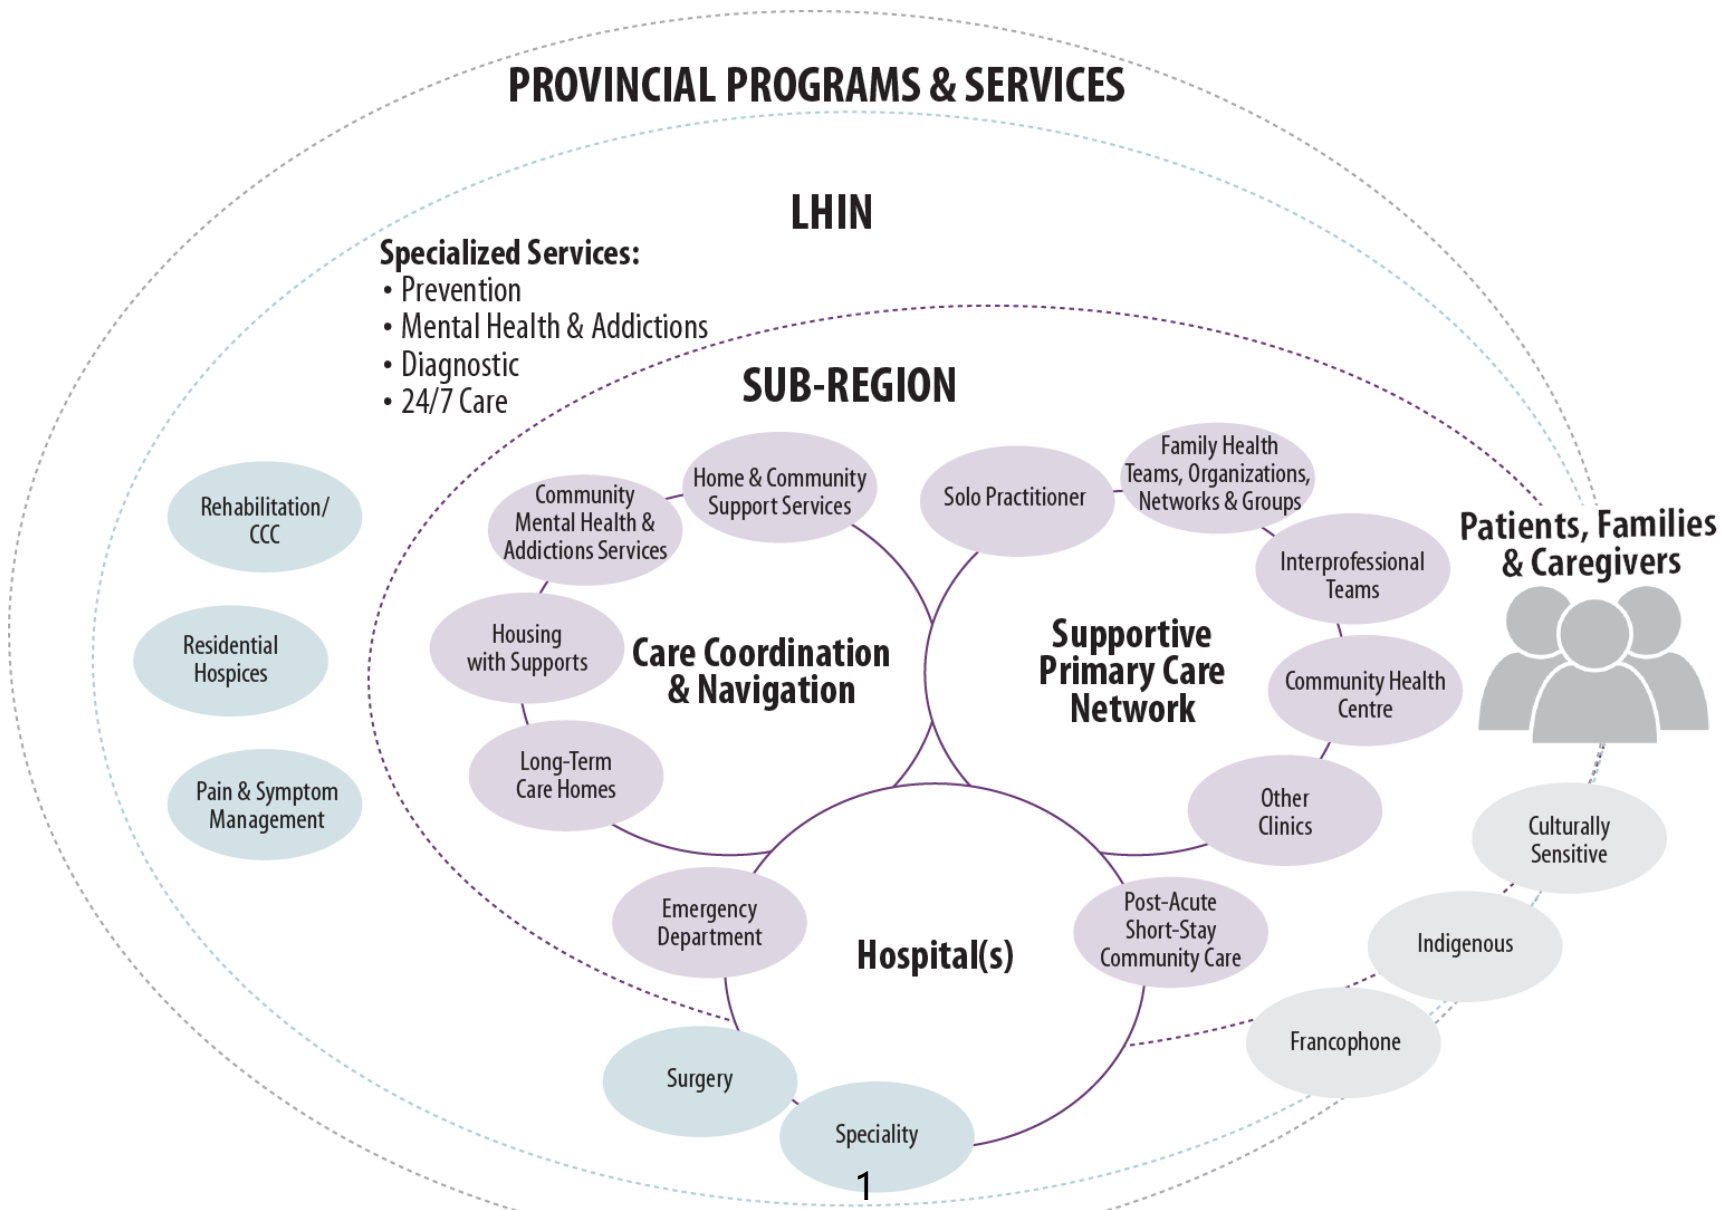 PROVINCIAL PROGRAMS & SERVICES
LHIN
Specialized Services:
• Prevention
• Mental Health & Addictions
• Diagnostic
• 24/7 Care
SUB-REGION
Rehabilitation/
CCC
Residential
Hospices
Pain & Symptom
Management
Home & Community
Support Services
Community
Mental Health &
Addictions Services
Housing
with Supports
Long-Term
Care Homes
Care Coordination
& Navigation
Solo Practitioner
Family Health
Teams, Organizations,
Networks & Groups
Interprofessional
Teams
Community Health
Centre
Other
Clinics
Supportive
Primary Care
Network
Patients, Families
& Caregivers
Culturally
Sensitive
Indigenous
Francophone
Emergency
Department
Hospital(s)
Post-Acute
Short-Stay
Community Care
Surgery
Speciality
1